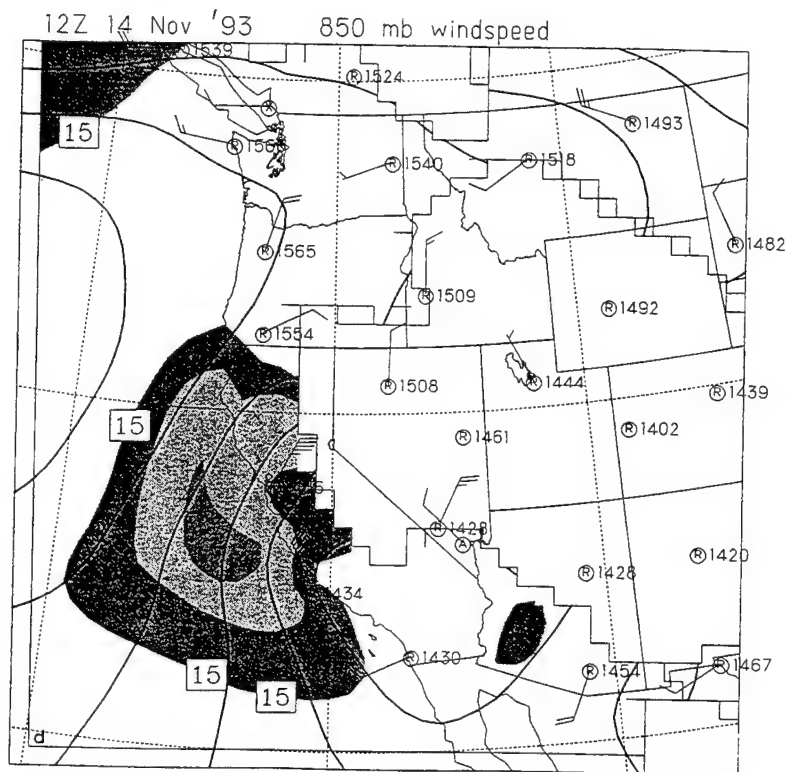 12Z 14 Nov '93 850 mb windspeed
1539
R 1524
15
R 1493
R 156
R 1540
R 1518
R 1565
R 1482
R 1509
R 1492
R 1554
R 1508
R 1444
R 1439
15
R 1461
R 1402
R 1428
A
R 1428
R 1420
434
R 1430
R 1454
R 1467
15
15
d